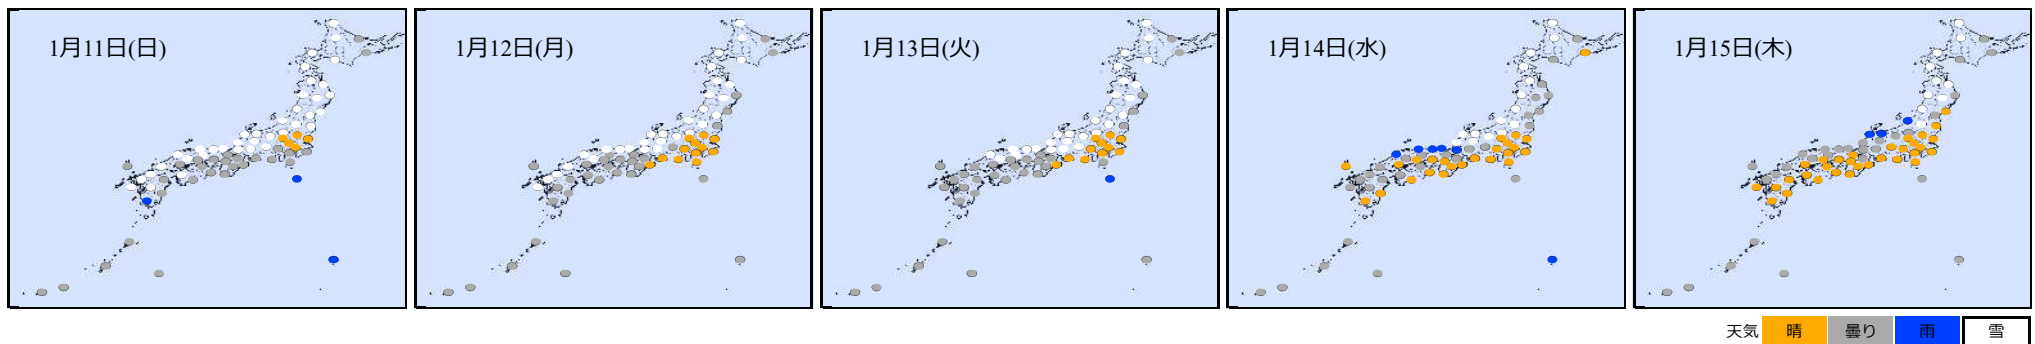 1月11日(日)
1月12日(月)
1月13日(火)
1月14日(水)
1月15日(木)
天気 晴 曇り 雨 雪